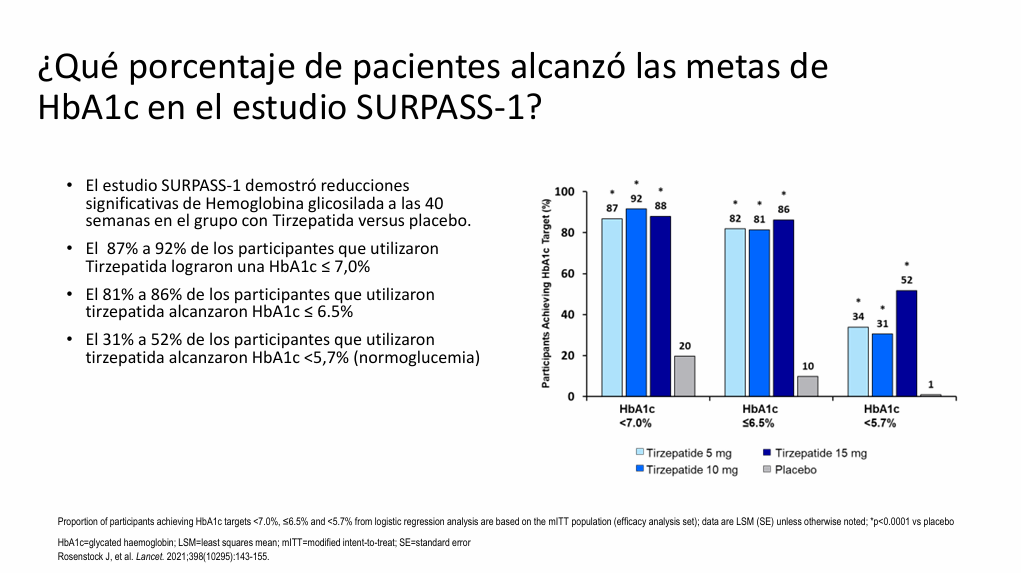 ¿Qué porcentaje de pacientes alcanzó las metas de
HbA1c en el estudio SURPASS-1?
• El estudio SURPASS-1 demostró reducciones
significativas de Hemoglobina glicosilada a las 40
semanas en el grupo con Tirzepatida versus placebo.
• El 87% a 92% de los participantes que utilizaron
Tirzepatida lograron una HbA1c ≤ 7,0%
• El 81% a 86% de los participantes que utilizaron
tirzepatida alcanzaron HbA1c ≤ 6.5%
• El 31% a 52% de los participantes que utilizaron
tirzepatida alcanzaron HbA1c <5,7% (normoglucemia)
Participants Achieving HbA1c Target (%)
100
80
60
40
20
0
* 87
* 92
* 88
20
* 82
* 81
* 86
10
* 34
* 31
* 52
1
HbA1c
<7.0%
HbA1c
≤6.5%
HbA1c
<5.7%
Tirzepatide 5 mg
Tirzepatide 15 mg
Tirzepatide 10 mg
Placebo
Proportion of participants achieving HbA1c targets <7.0%, ≤6.5% and <5.7% from logistic regression analysis are based on the mITT population (efficacy analysis set); data are LSM (SE) unless otherwise noted; *p<0.0001 vs placebo
HbA1c=glycated haemoglobin; LSM=least squares mean; mITT=modified intent-to-treat; SE=standard error
Rosenstock J, et al. Lancet. 2021;398(10295):143-155.